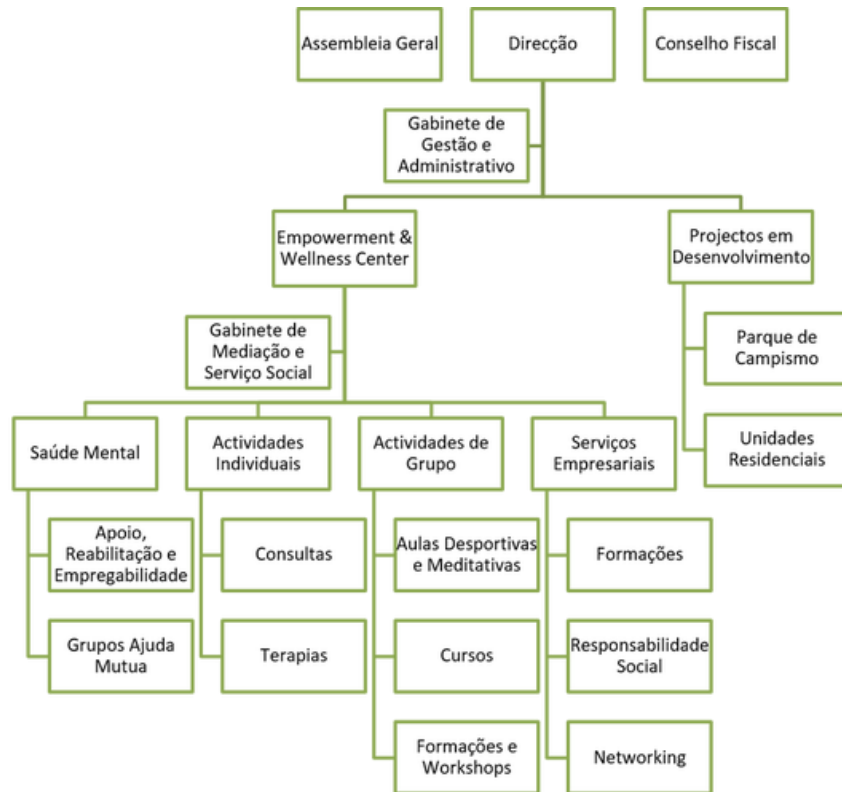 Assembleia Geral
Direcção
Conselho Fiscal
Gabinete de
Gestão e
Administrativo
Empowerment &
Wellness Center
Projectos em
Desenvolvimento
Gabinete de
Mediação e
Serviço Social
Parque de
Campismo
Unidades
Residenciais
Saúde Mental
Actividades
Individuais
Actividades de
Grupo
Serviços
Empresariais
Apoio,
Reabilitação e
Empregabilidade
Consultas
Aulas Desportivas
e Meditativas
Formações
Grupos Ajuda
Mutua
Terapias
Cursos
Responsabilidade
Social
Formações e
Workshops
Networking